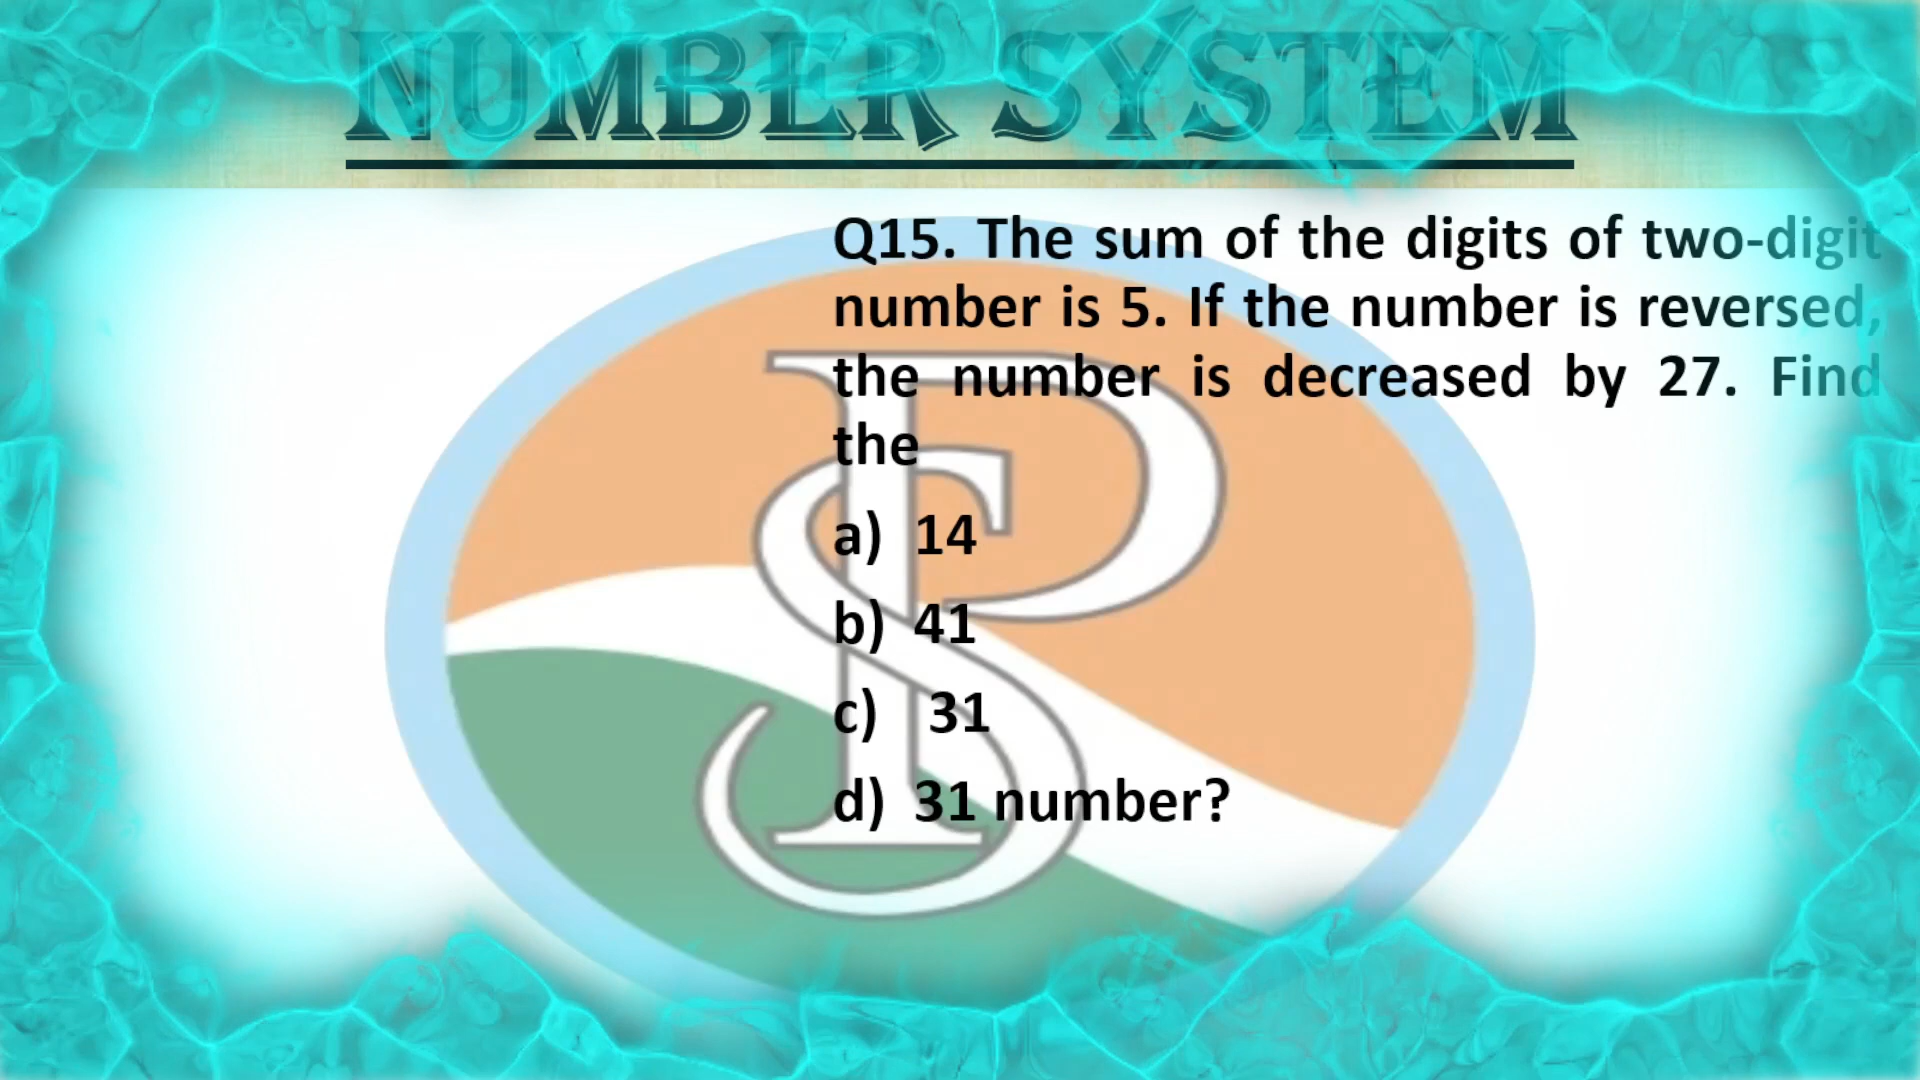 NUMBER SYSTEM
Q15. The sum of the digits of two-digit
number is 5. If the number is reversed,
the number is decreased by 27. Find
the
a) 14
b) 41
c) 31
d) 31 number?